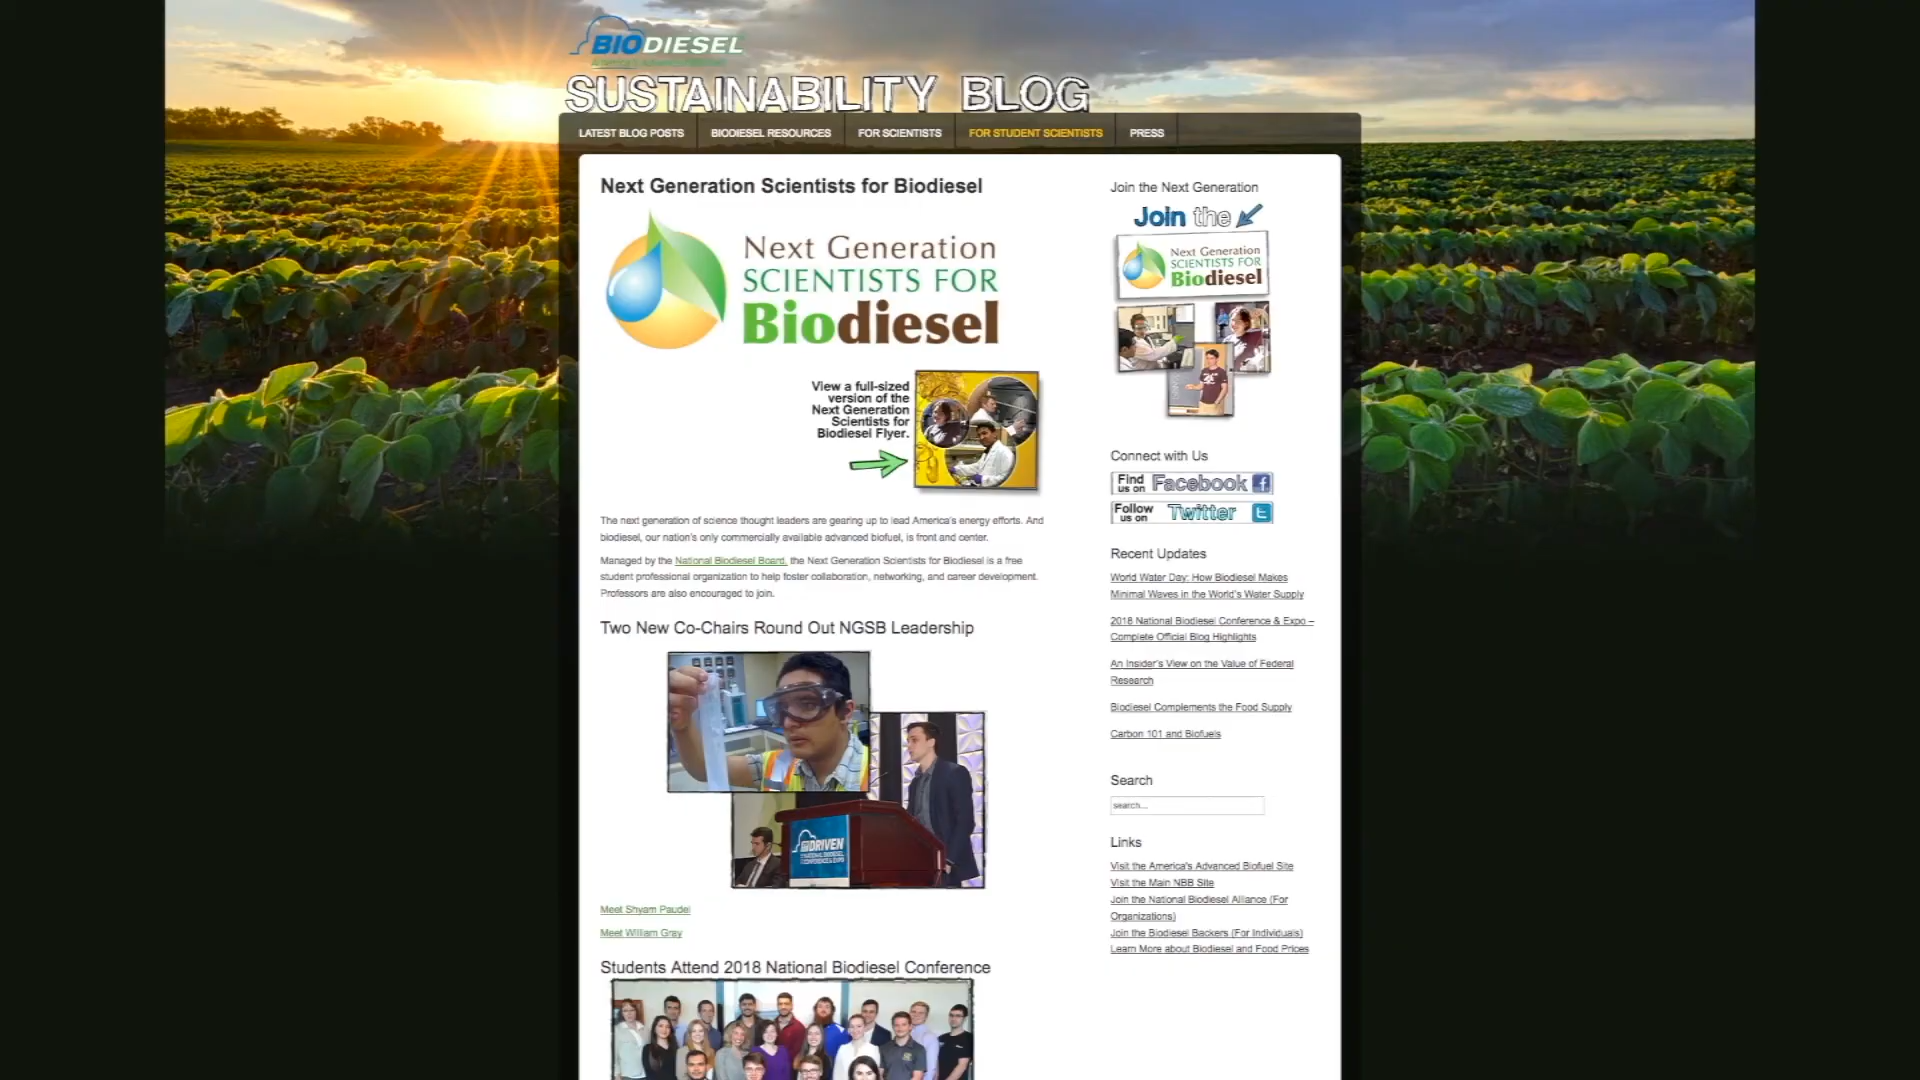 BIODIESEL
America's Advanced Biofuel
SUSTAINABILITY BLOG
LATEST BLOG POSTS
BIODIESEL RESOURCES
FOR SCIENTISTS
FOR STUDENT SCIENTISTS
PRESS
Next Generation Scientists for Biodiesel
Next Generation
SCIENTISTS FOR
Biodiesel
View a full-sized
version of the
Next Generation
Scientists for
Biodiesel Flyer.
The next generation of science thought leaders are gearing up to lead America's energy efforts. And
biodiesel, our nation's only commercially available advanced biofuel, is front and center.
Managed by the National Biodiesel Board, the Next Generation Scientists for Biodiesel is a free
student professional organization to help foster collaboration, networking, and career development.
Professors are also encouraged to join.
Two New Co-Chairs Round Out NGSB Leadership
DRIVEN
NATIONAL BIODIESEL
CONFERENCE & EXPO
Meet Shyam Paudel
Meet William Gray
Students Attend 2018 National Biodiesel Conference
Join the Next Generation
Join the
Next Generation
SCIENTISTS FOR
Biodiesel
Connect with Us
Find us on Facebook
Follow us on Twitter
Recent Updates
World Water Day: How Biodiesel Makes
Minimal Waves in the World's Water Supply
2018 National Biodiesel Conference & Expo –
Complete Official Blog Highlights
An Insider's View on the Value of Federal
Research
Biodiesel Complements the Food Supply
Carbon 101 and Biofuels
Search
search...
Links
Visit the America's Advanced Biofuel Site
Visit the Main NBB Site
Join the National Biodiesel Alliance (For
Organizations)
Join the Biodiesel Backers (For Individuals)
Learn More about Biodiesel and Food Prices